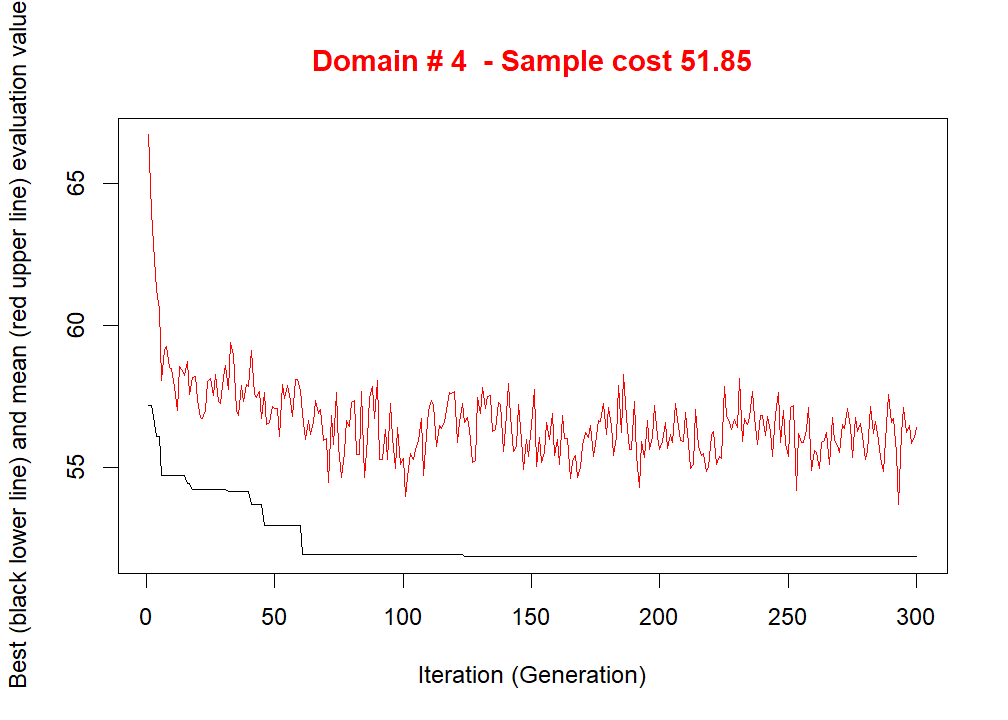 Domain # 4  - Sample cost 51.85
Best (black lower line) and mean (red upper line) evaluation value
65
60
55
0 50 100 150 200 250 300
Iteration (Generation)